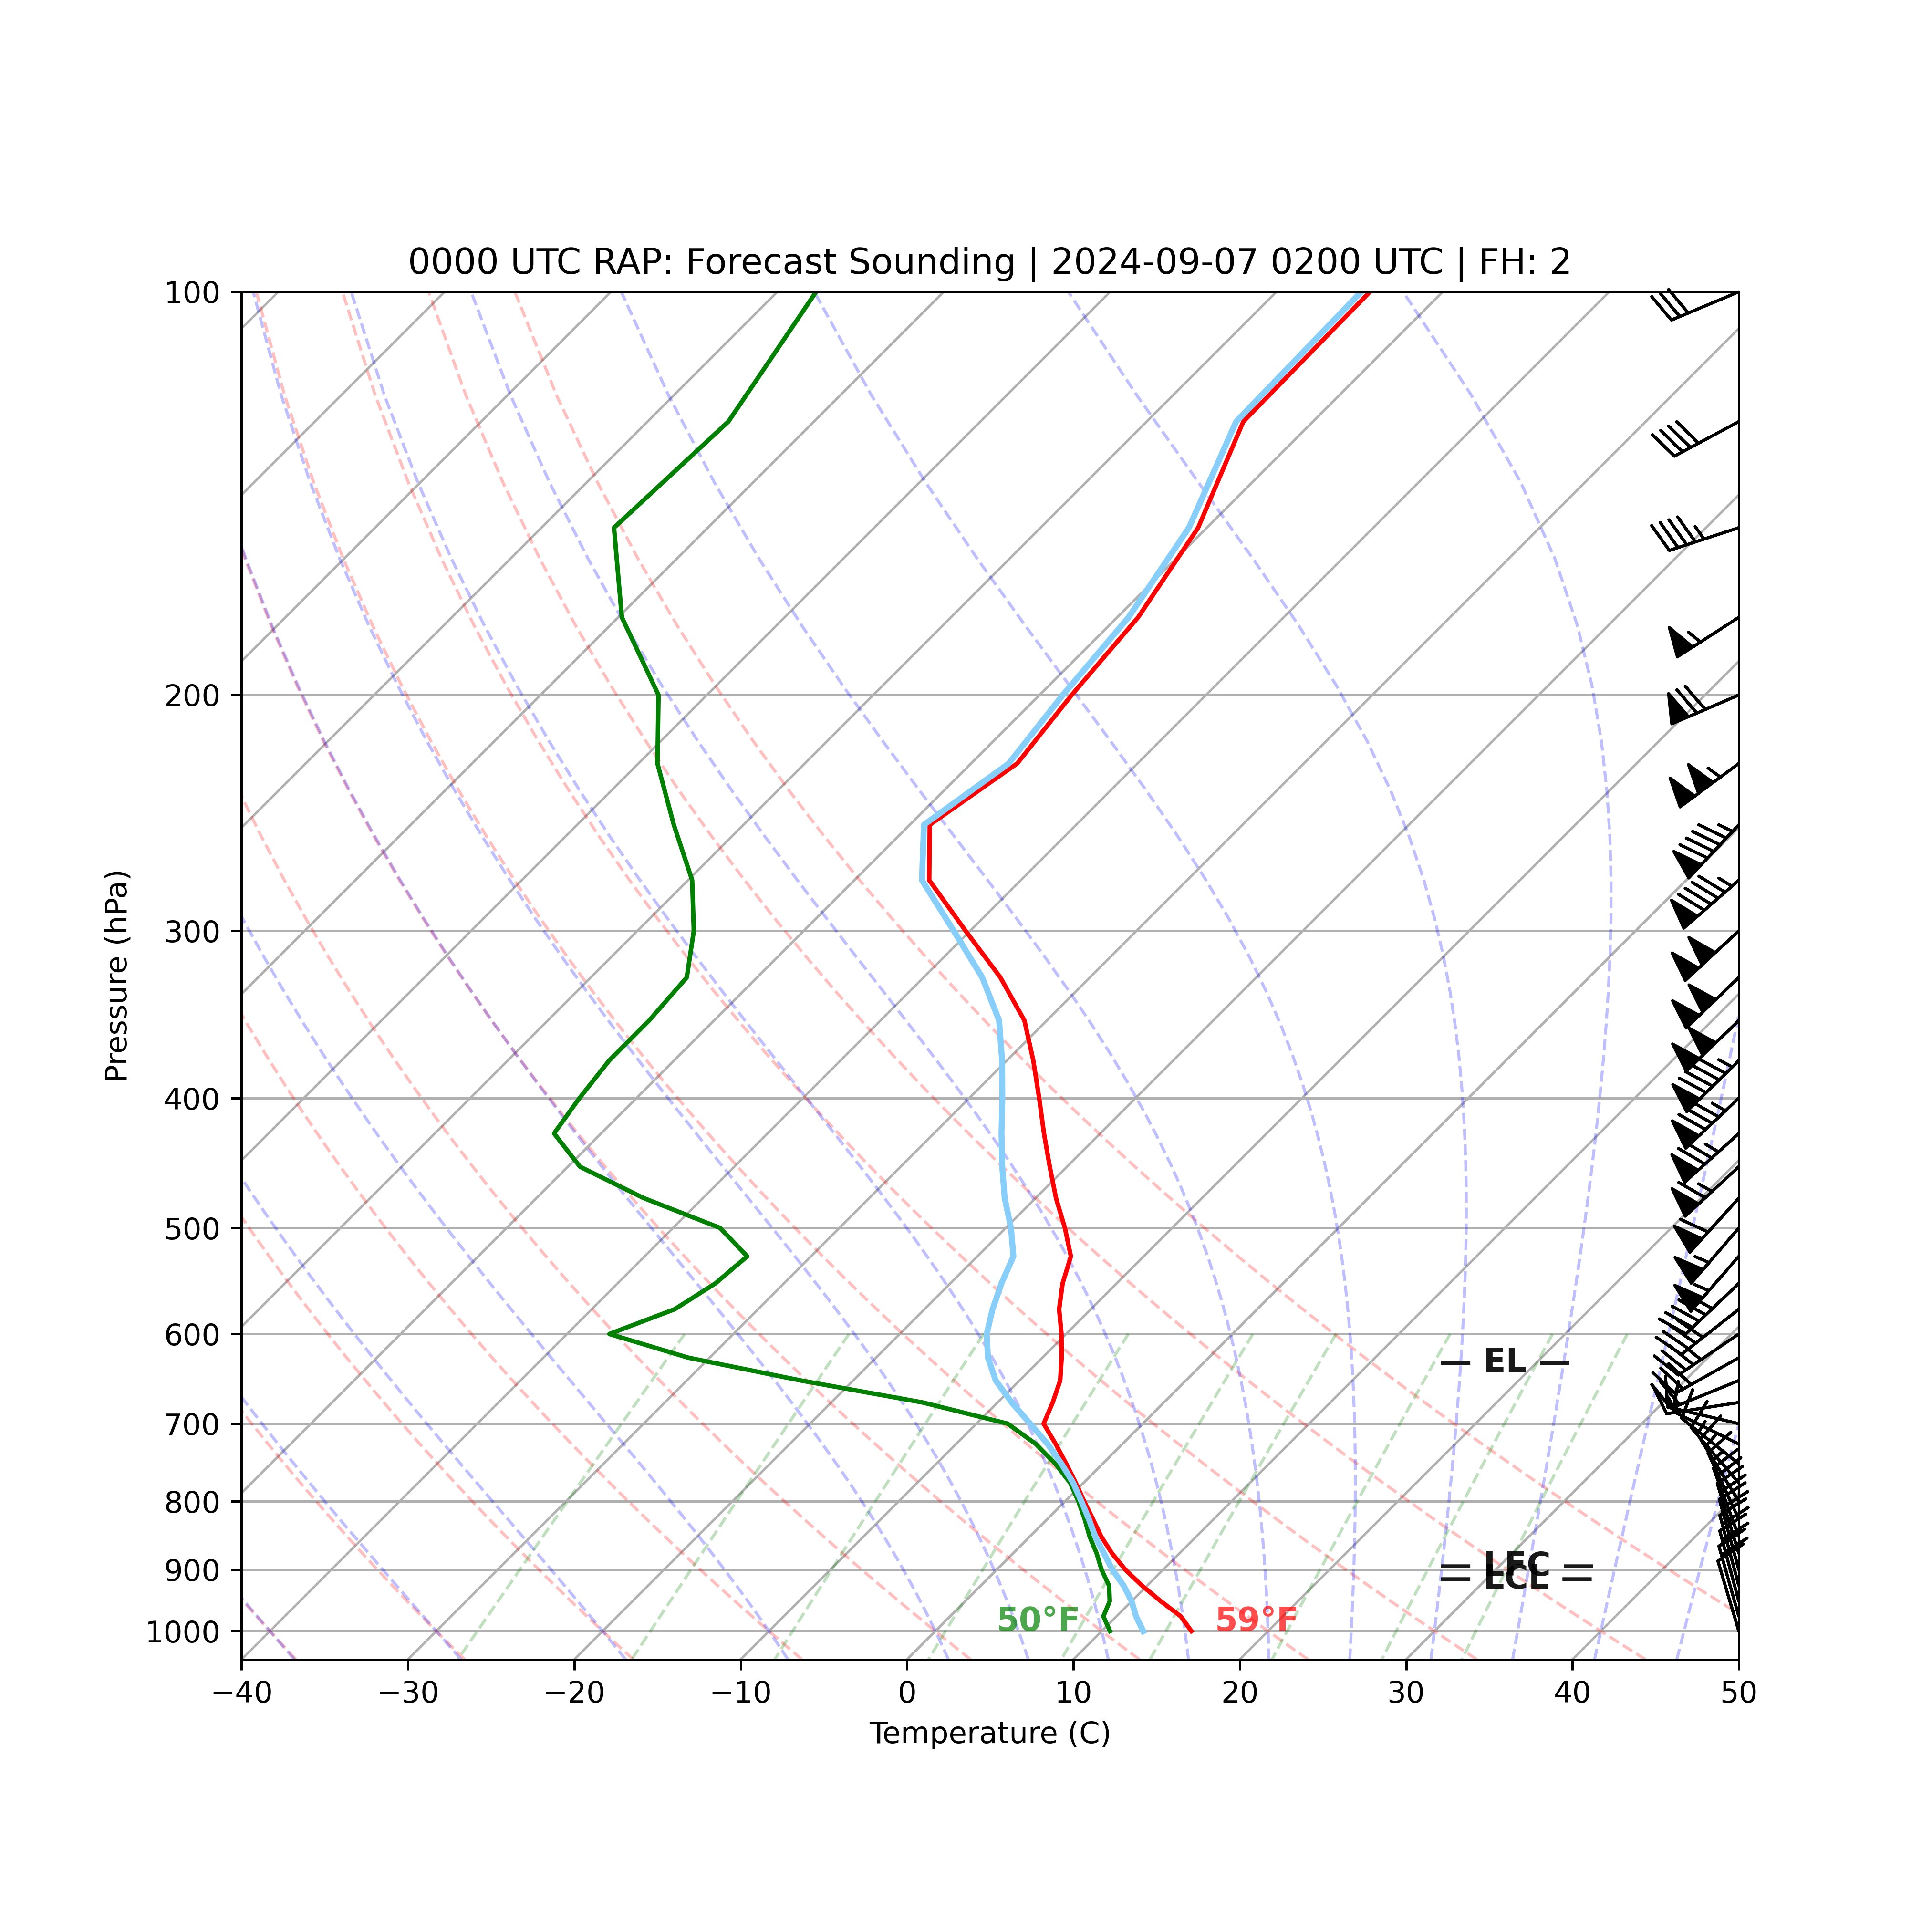 0000 UTC RAP: Forecast Sounding | 2024-09-07 0200 UTC | FH: 2
100
200
300
400
500
600
700
800
900
1000
Pressure (hPa)
— EL —
— LFC —
— LCL —
50°F
59°F
−40 −30 −20 −10 0 10 20 30 40 50
Temperature (C)